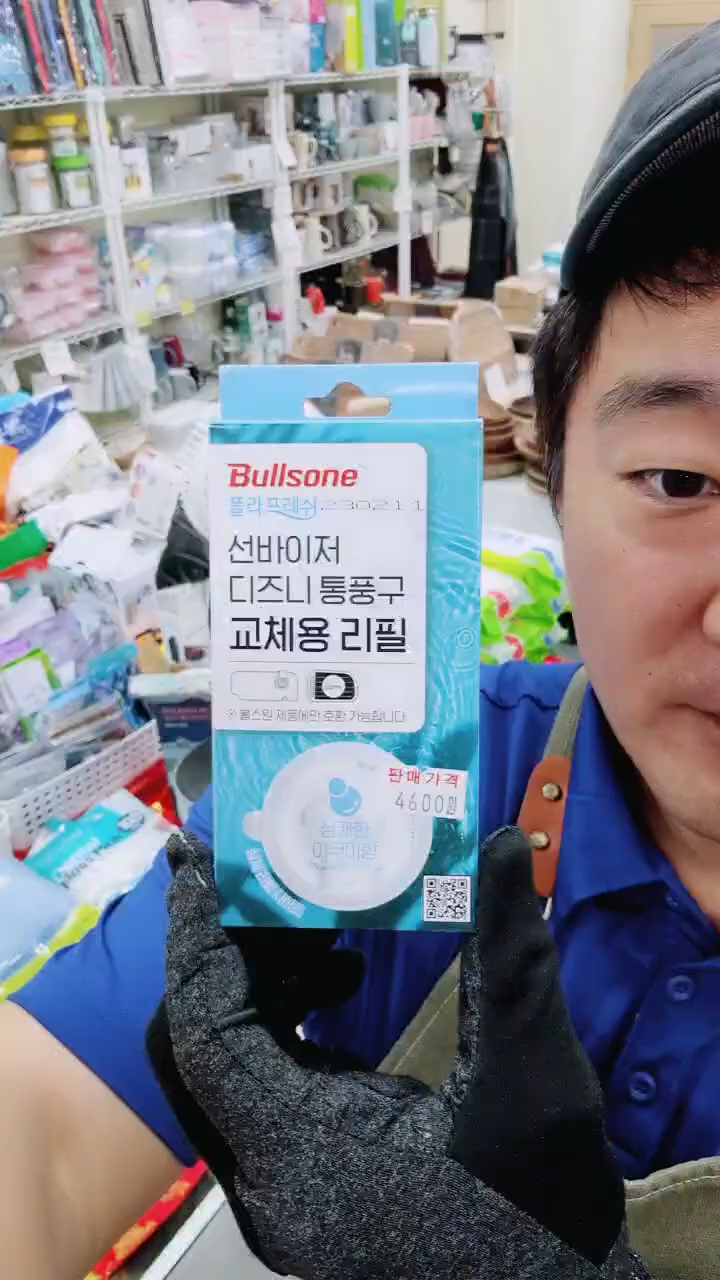 Bullsone
폴라프레쉬 230211
선바이저
디즈니 통풍구
교체용 리필
※ 불스원 제품에만 호환 가능합니다
판매가격
4600원
상쾌한
아쿠아향